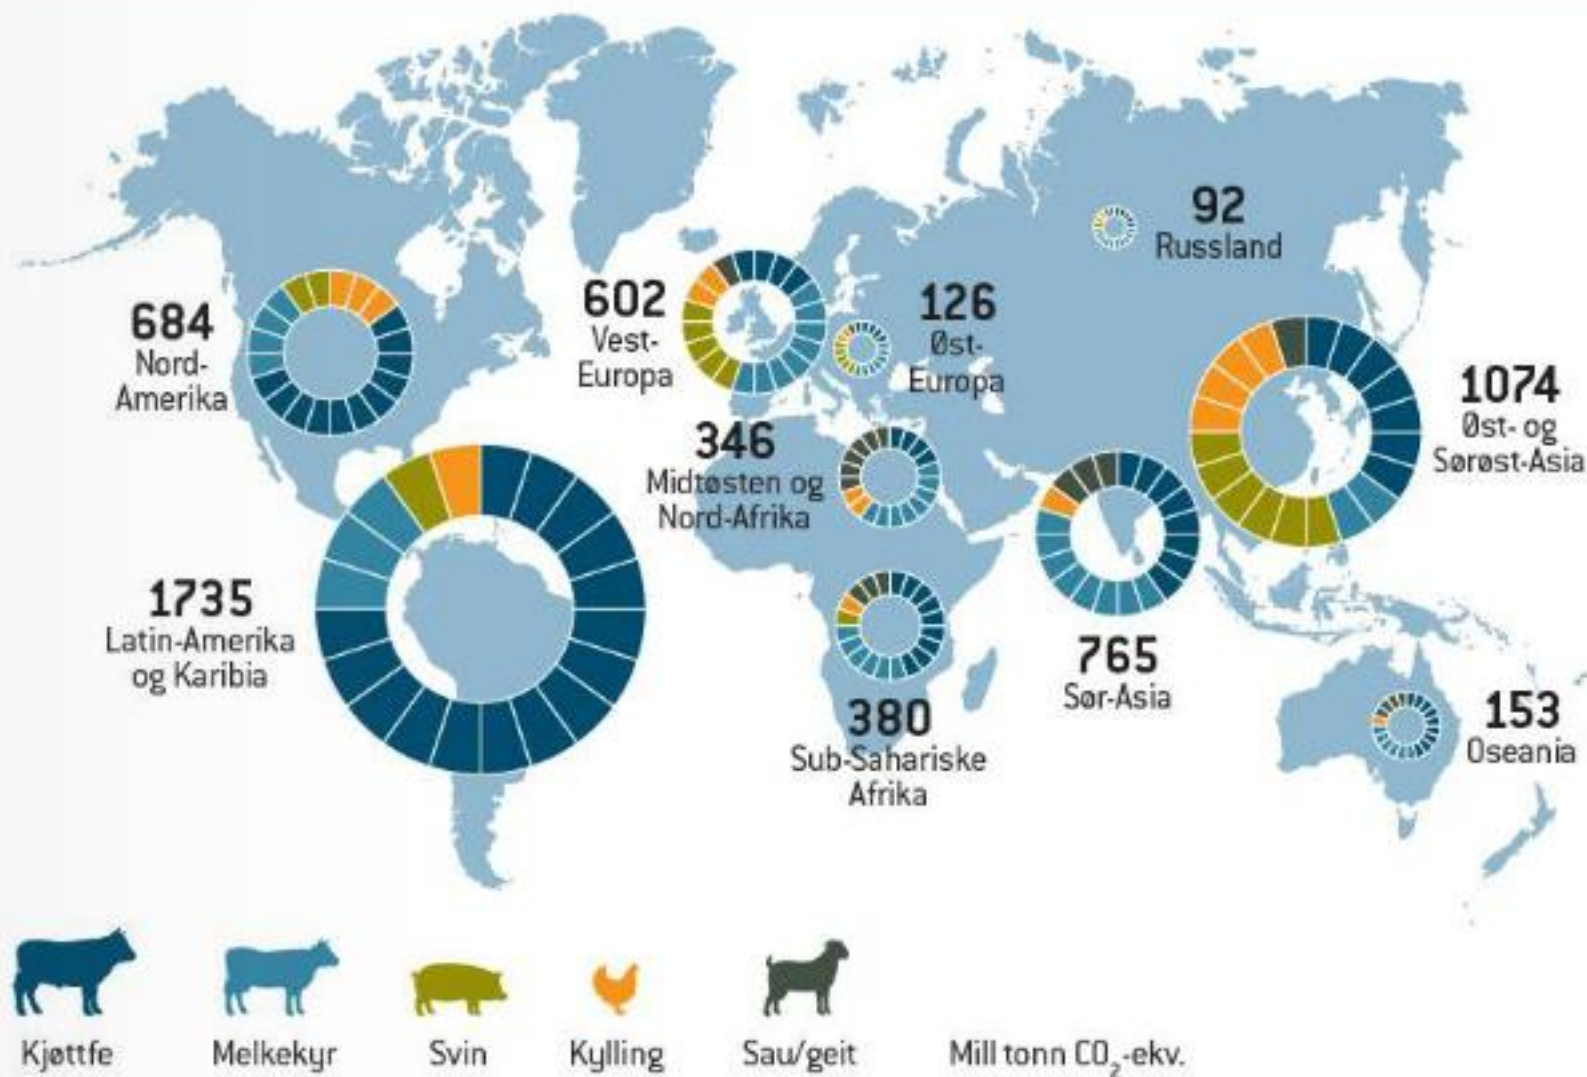 684
Nord-
Amerika
602
Vest-
Europa
126
Øst-
Europa
92
Russland
1074
Øst- og
Sørøst-Asia
346
Midtøsten og
Nord-Afrika
1735
Latin-Amerika
og Karibia
380
Sub-Sahariske
Afrika
765
Sør-Asia
153
Oseania
Kjøttfe
Melkekyr
Svin
Kylling
Sau/geit
Mill tonn CO₂-ekv.